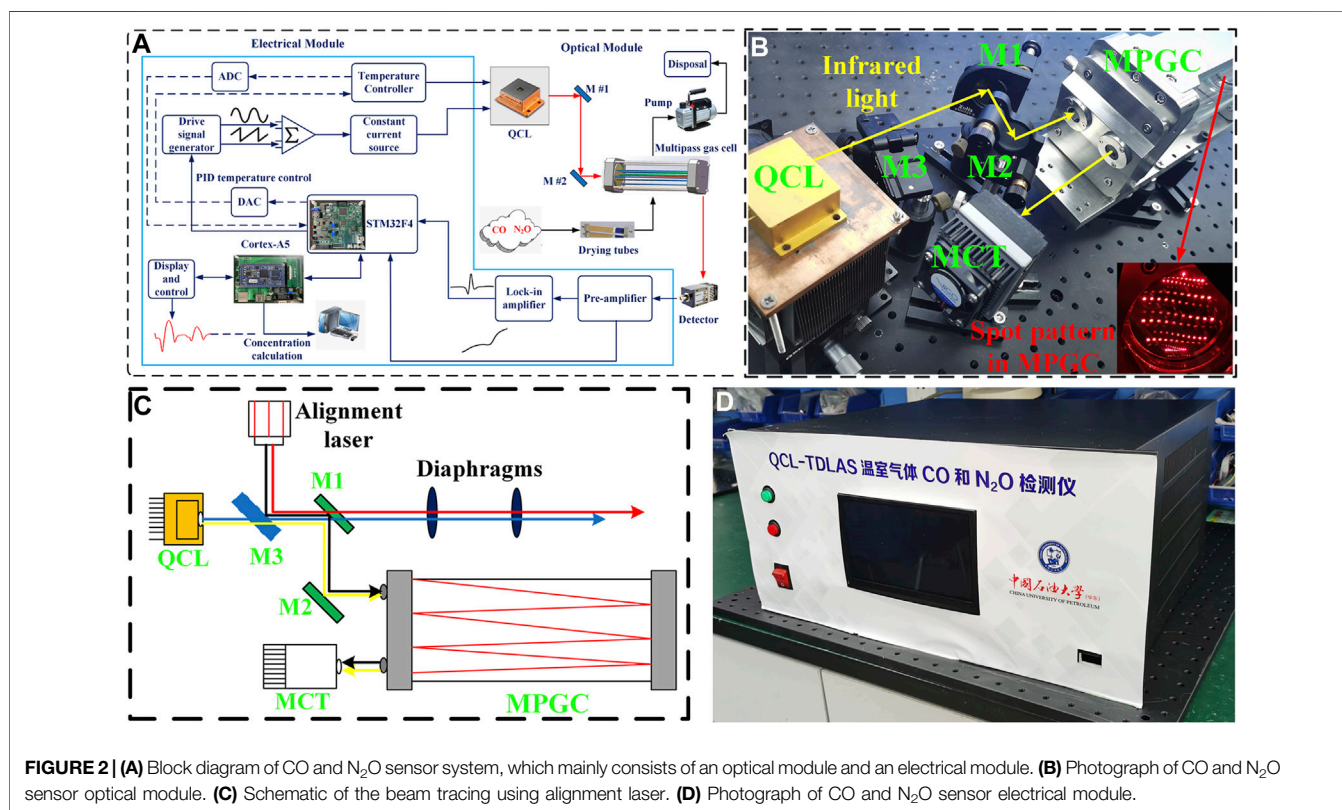 A
Electrical Module
Optical Module
ADC
Temperature
Controller
Disposal
M #1
Pump
QCL
Drive
signal
generator
Σ
Constant
current
source
Multipass gas cell
M #2
PID temperature control
DAC
STM32F4
CO N₂O
Drying tubes
Cortex-A5
Display
and
control
Lock-in
amplifier
Pre-amplifier
Detector
Concentration
calculation
B
M1
MPGC
Infrared
light
QCL
M3
M2
MCT
Spot pattern
in MPGC
C
Alignment
laser
Diaphragms
M1
QCL
M3
M2
MCT
MPGC
D
QCL-TDLAS 温室气体 CO 和 N₂O 检测仪
中国石油大学
CHINA UNIVERSITY OF PETROLEUM
FIGURE 2 | (A) Block diagram of CO and N₂O sensor system, which mainly consists of an optical module and an electrical module. (B) Photograph of CO and N₂O
sensor optical module. (C) Schematic of the beam tracing using alignment laser. (D) Photograph of CO and N₂O sensor electrical module.